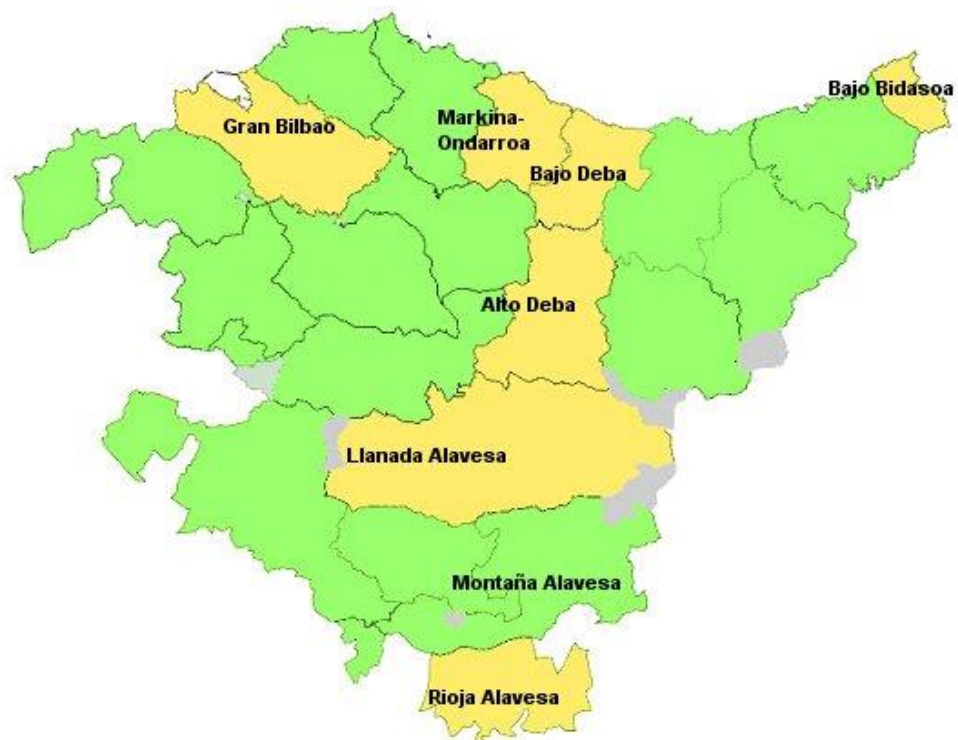 Bajo Bidasoa
Gran Bilbao
Markina-
Ondarroa
Bajo Deba
Alto Deba
Llanada Alavesa
Montaña Alavesa
Rioja Alavesa